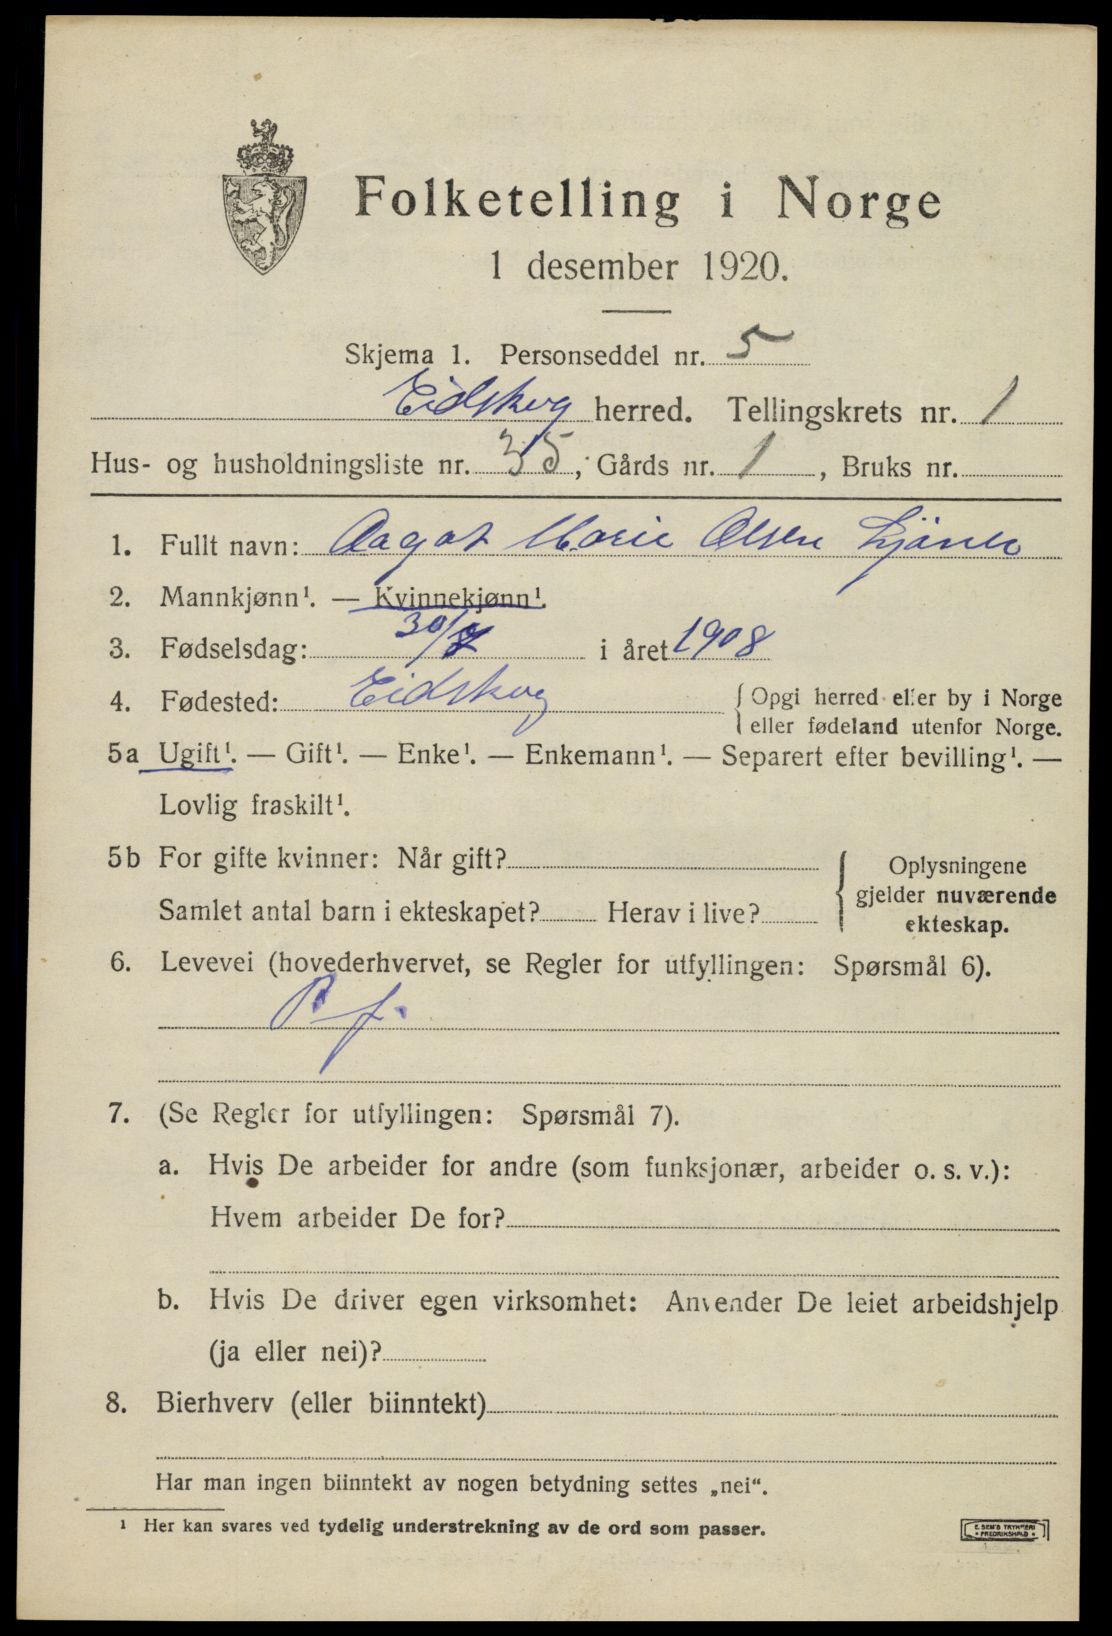 Folketelling i Norge
1 desember 1920.
Skjema 1. Personseddel nr. 5
Eidskog herred. Tellingskrets nr. 1
Hus- og husholdningsliste nr. 35, Gårds nr. 1, Bruks nr.
1. Fullt navn: Aagot Marie Olsen
2. Mannkjønn¹. — Kvinnekjønn¹.
3. Fødselsdag: 30/ i året 1908
4. Fødested: Eidskog { Opgi herred eller by i Norge
eller fødeland utenfor Norge.
5a Ugift¹. — Gift¹. — Enke¹. — Enkemann¹. — Separert efter bevilling¹. —
Lovlig fraskilt¹.
5b For gifte kvinner: Når gift?
Samlet antal barn i ekteskapet? Herav i live?
{ Oplysningene
gjelder nuværende
ekteskap.
6. Levevei (hovederhvervet, se Regler for utfyllingen: Spørsmål 6).
P f.
7. (Se Regler for utfyllingen: Spørsmål 7).
a. Hvis De arbeider for andre (som funksjonær, arbeider o. s. v.):
Hvem arbeider De for?
b. Hvis De driver egen virksomhet: Anvender De leiet arbeidshjelp
(ja eller nei)?
8. Bierhverv (eller biinntekt)
Har man ingen biinntekt av nogen betydning settes „nei“.
¹ Her kan svares ved tydelig understrekning av de ord som passer.
E. SEM'S TRYKKERI
• FREDRIKSHALD •